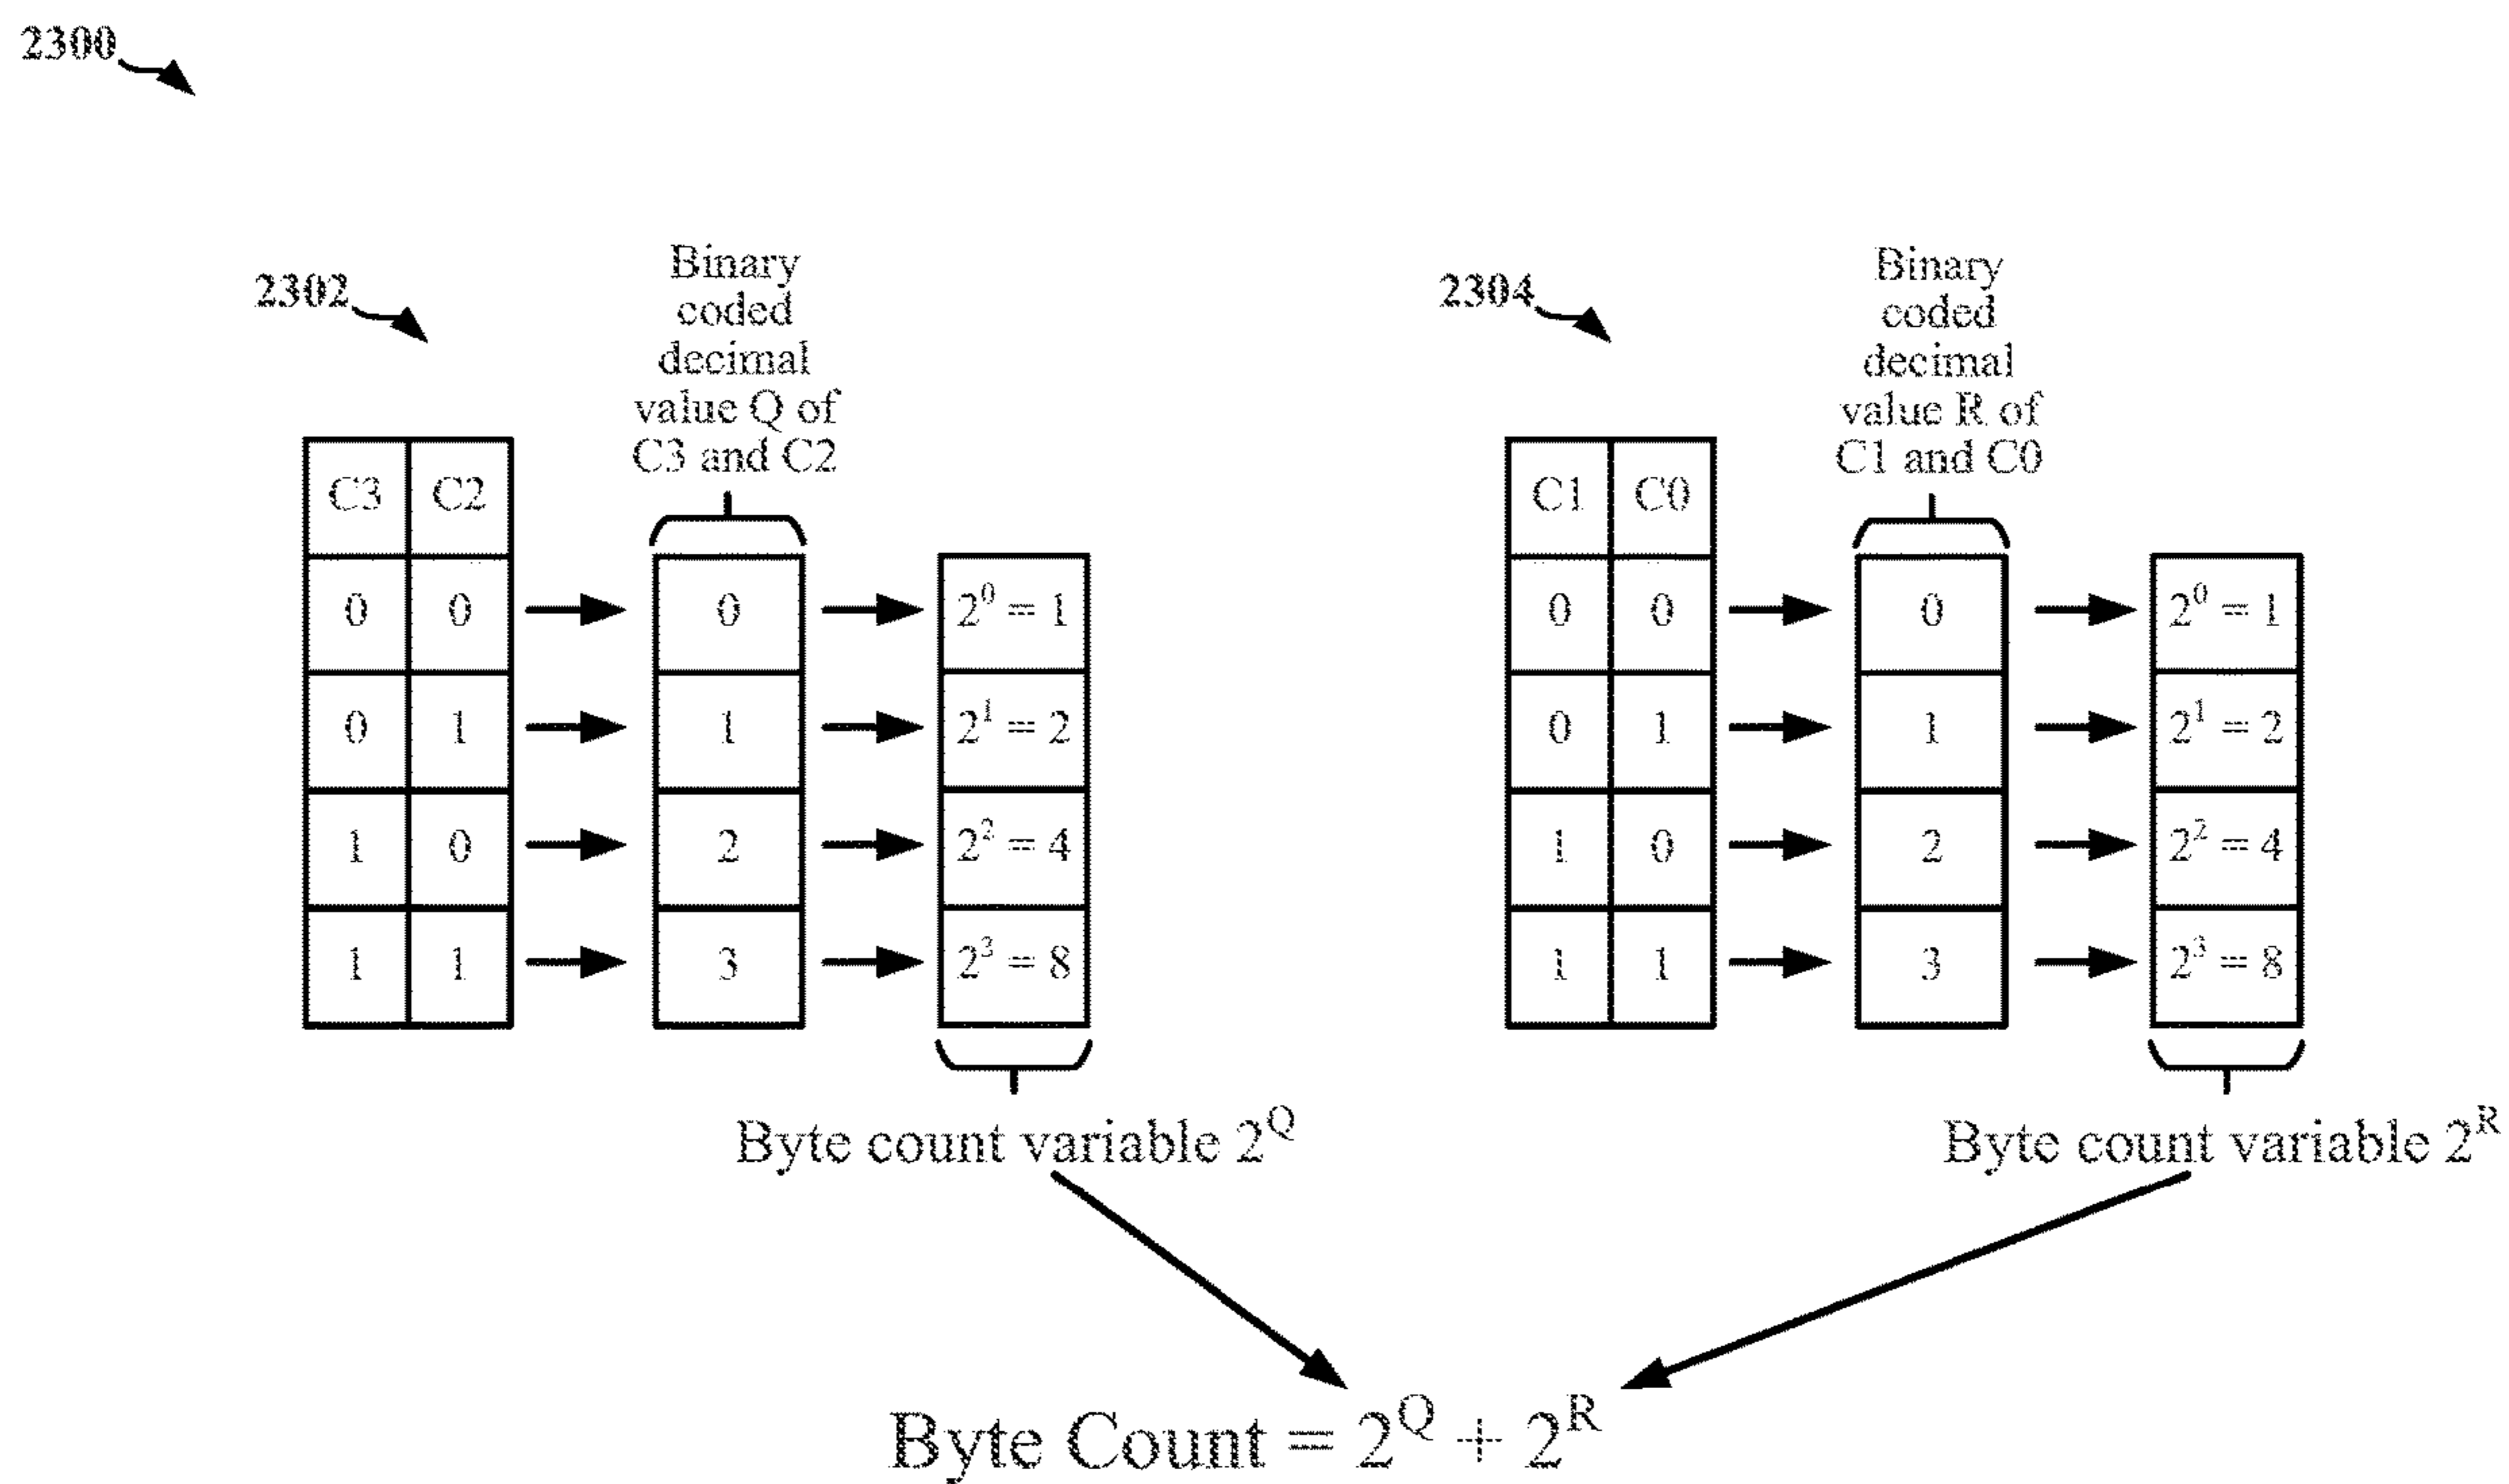 2300
2302
Binary
coded
decimal
value Q of
C3 and C2
C3 C2
0 0 0 2⁰ = 1
0 1 1 2¹ = 2
1 0 2 2² = 4
1 1 3 2³ = 8
Byte count variable 2^Q
2304
Binary
coded
decimal
value R of
C1 and C0
C1 C0
0 0 0 2⁰ = 1
0 1 1 2¹ = 2
1 0 2 2² = 4
1 1 3 2³ = 8
Byte count variable 2^R
Byte Count = 2^Q + 2^R